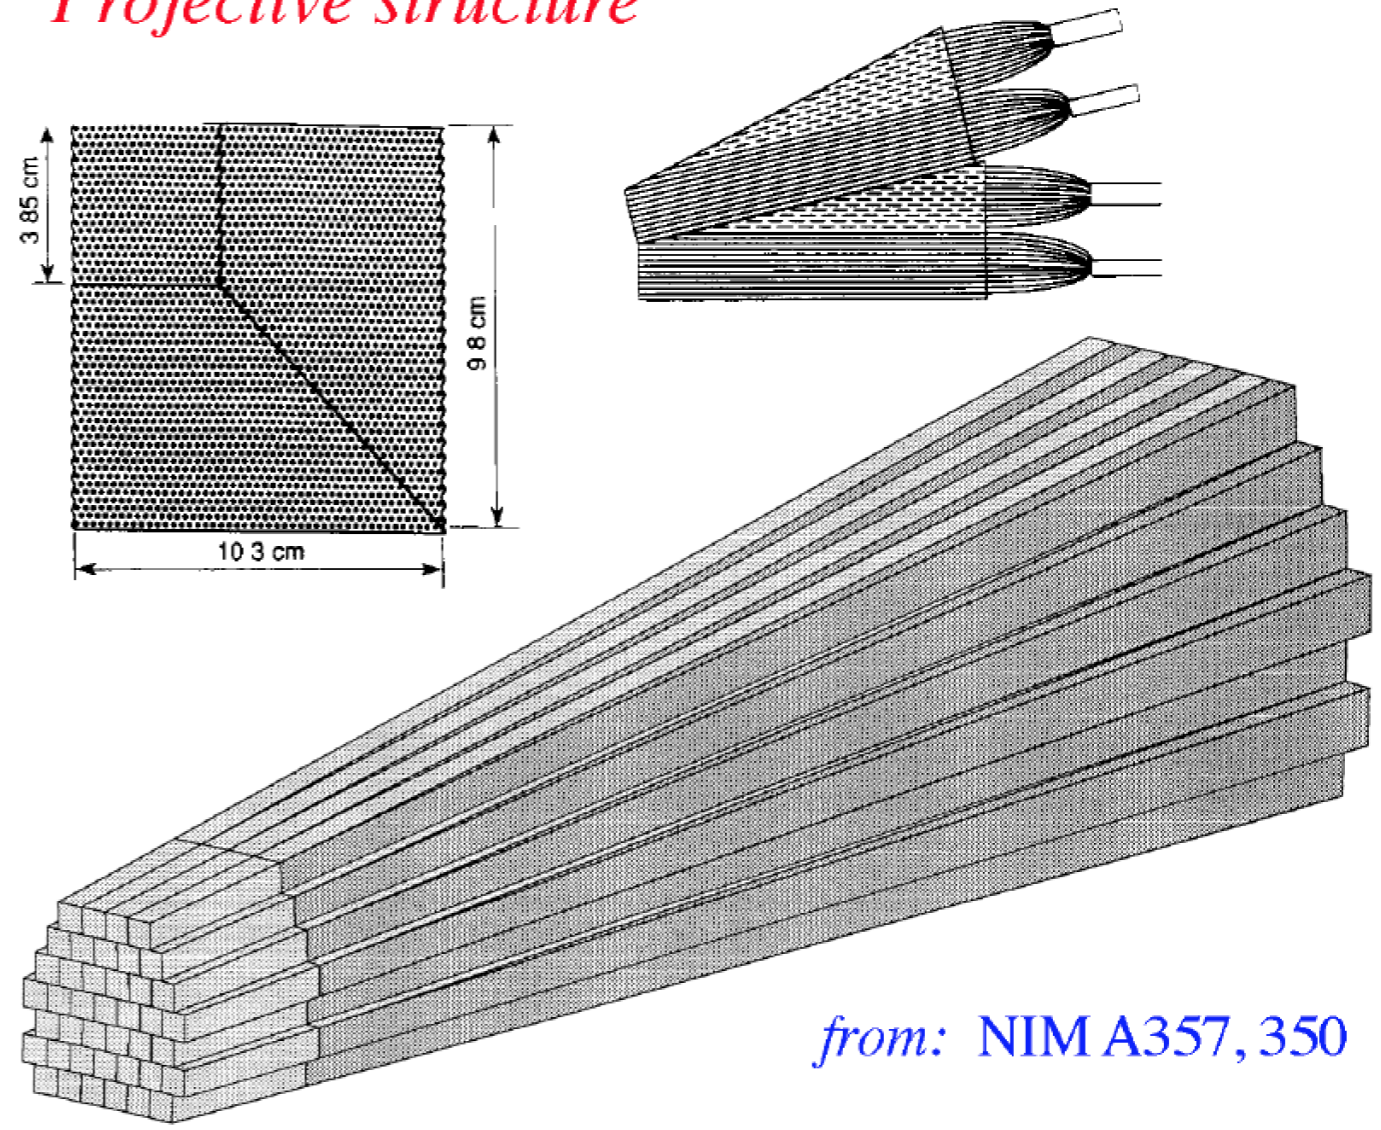 Projective structure
3 85 cm
9 8 cm
10 3 cm
from: NIM A357, 350